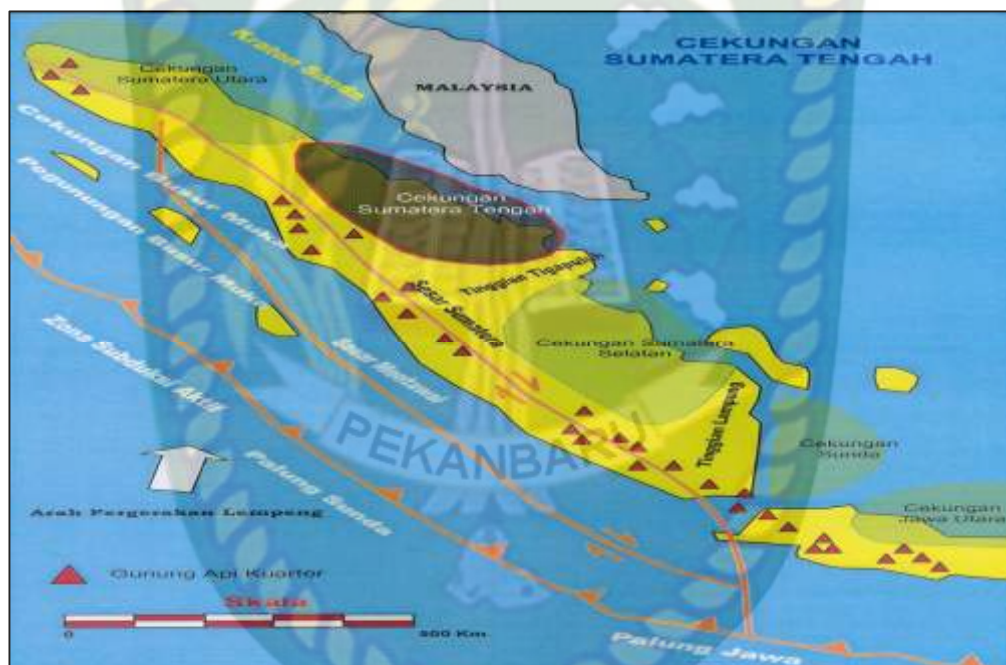 CEKUNGAN
SUMATERA TENGAH
Kraton Sunda
Cekungan
Sumatera Utara
MALAYSIA
Cekungan Busur Muka
Pegunungan Busur Muka
Cekungan
Sumatera Tengah
Tinggian Tigapuluh
Sesar Sumatera
Zona Subduksi Aktif
Sesar Mentawai
Cekungan Sumatera
Selatan
Tinggian Lampung
PEKANBARU
Cekungan
Sunda
Palung Sunda
Arah Pergerakan Lempeng
Cekungan
Jawa Utara
Gunung Api Kuarter
Skala
0
Km.
Palung Jawa